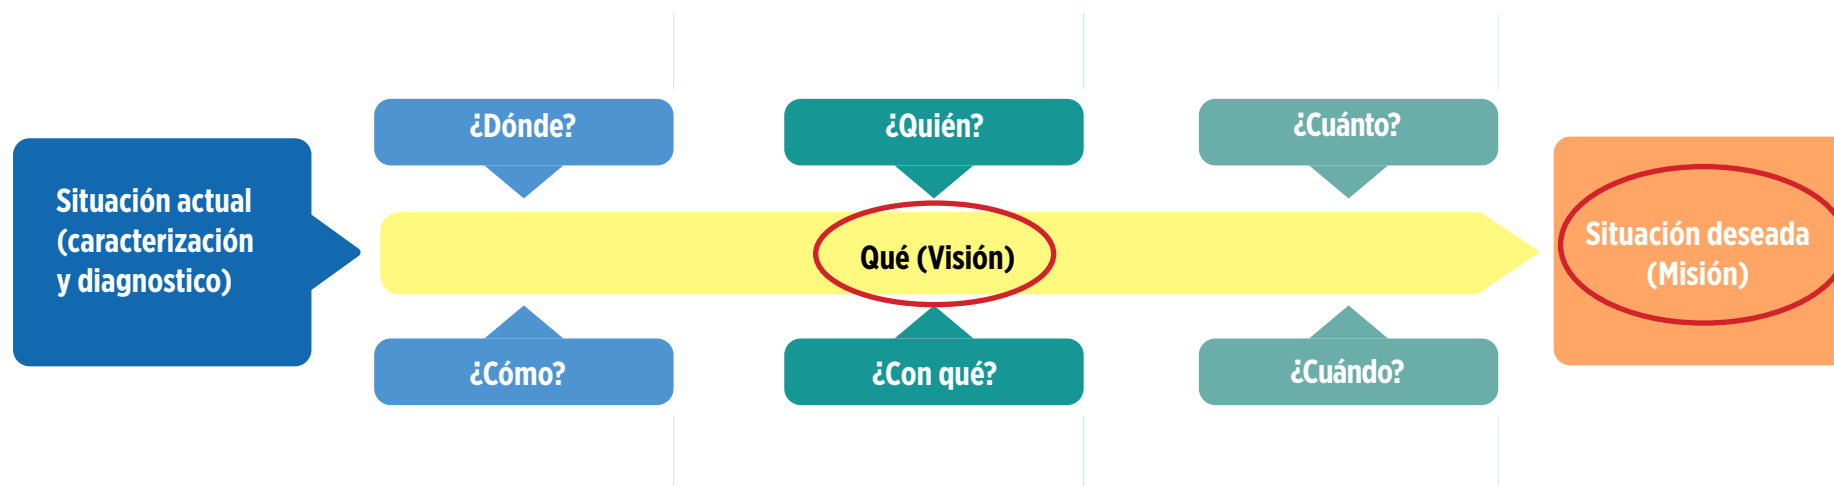 ¿Dónde?
¿Quién?
¿Cuánto?
Situación actual
(caracterización
y diagnostico)
Qué (Visión)
Situación deseada
(Misión)
¿Cómo?
¿Con qué?
¿Cuándo?